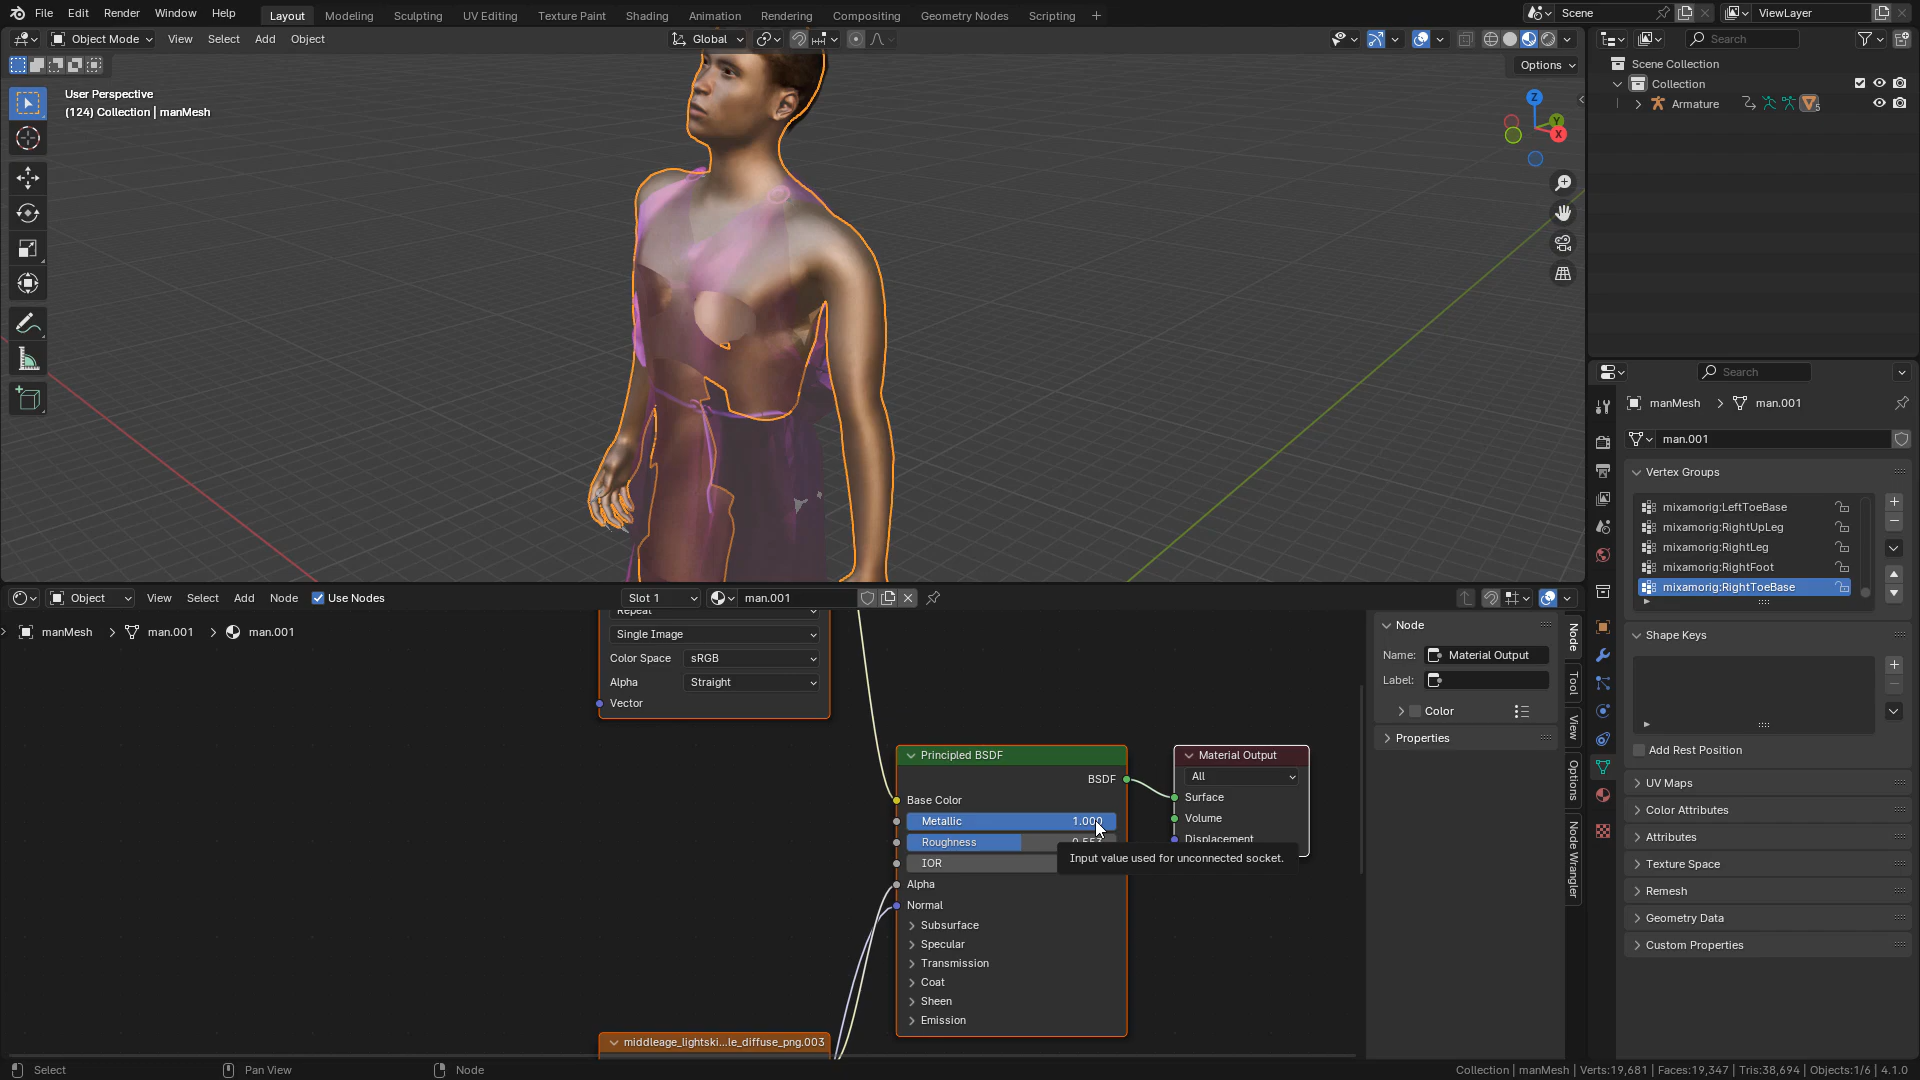 File Edit Render Window Help Layout Modeling Sculpting UV Editing Texture Paint Shading Animation Rendering Compositing Geometry Nodes Scripting Scene ViewLayer
Object Mode View Select Add Object Global Search
Options
User Perspective
(124) Collection | manMesh
Z
Y
X
Scene Collection
Collection
Armature 5
Search
manMesh man.001
man.001
Vertex Groups
mixamorig:LeftToeBase
mixamorig:RightUpLeg
mixamorig:RightLeg
mixamorig:RightFoot
mixamorig:RightToeBase
Shape Keys
Add Rest Position
UV Maps
Color Attributes
Attributes
Texture Space
Remesh
Geometry Data
Custom Properties
Object View Select Add Node Use Nodes Slot 1 man.001
manMesh man.001 man.001
Repeat
Single Image
Color Space sRGB
Alpha Straight
Vector
Principled BSDF
BSDF
Base Color
Metallic 1.000
Roughness
IOR
Alpha
Normal
Subsurface
Specular
Transmission
Coat
Sheen
Emission
Material Output
All
Surface
Volume
Displacement
Input value used for unconnected socket.
middleage_lightski...le_diffuse_png.003
Node
Name: Material Output
Label:
Color
Properties
Node
Tool
View
Options
Node Wrangler
Select Pan View Node Collection | manMesh | Verts:19,681 | Faces:19,347 | Tris:38,694 | Objects:1/6 | 4.1.0